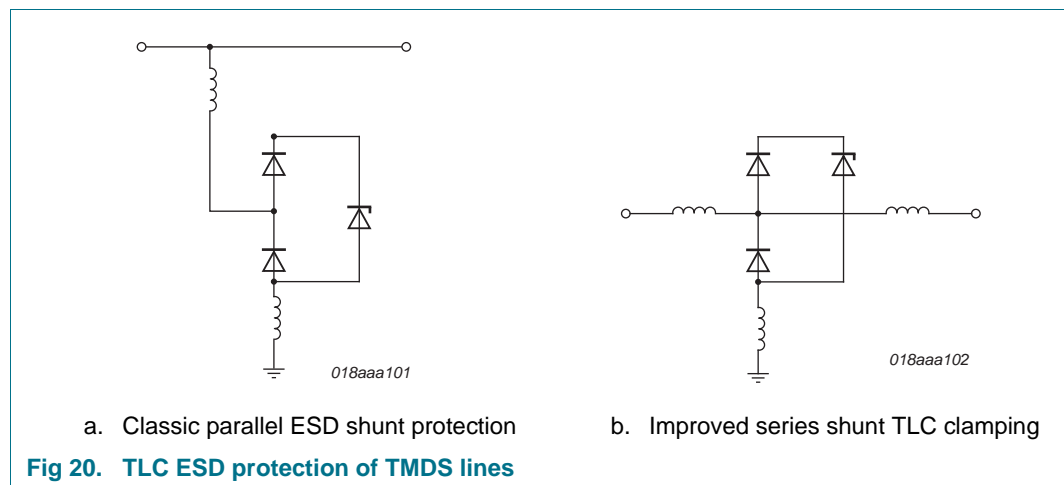 018aaa101
018aaa102
a. Classic parallel ESD shunt protection
b. Improved series shunt TLC clamping
Fig 20. TLC ESD protection of TMDS lines